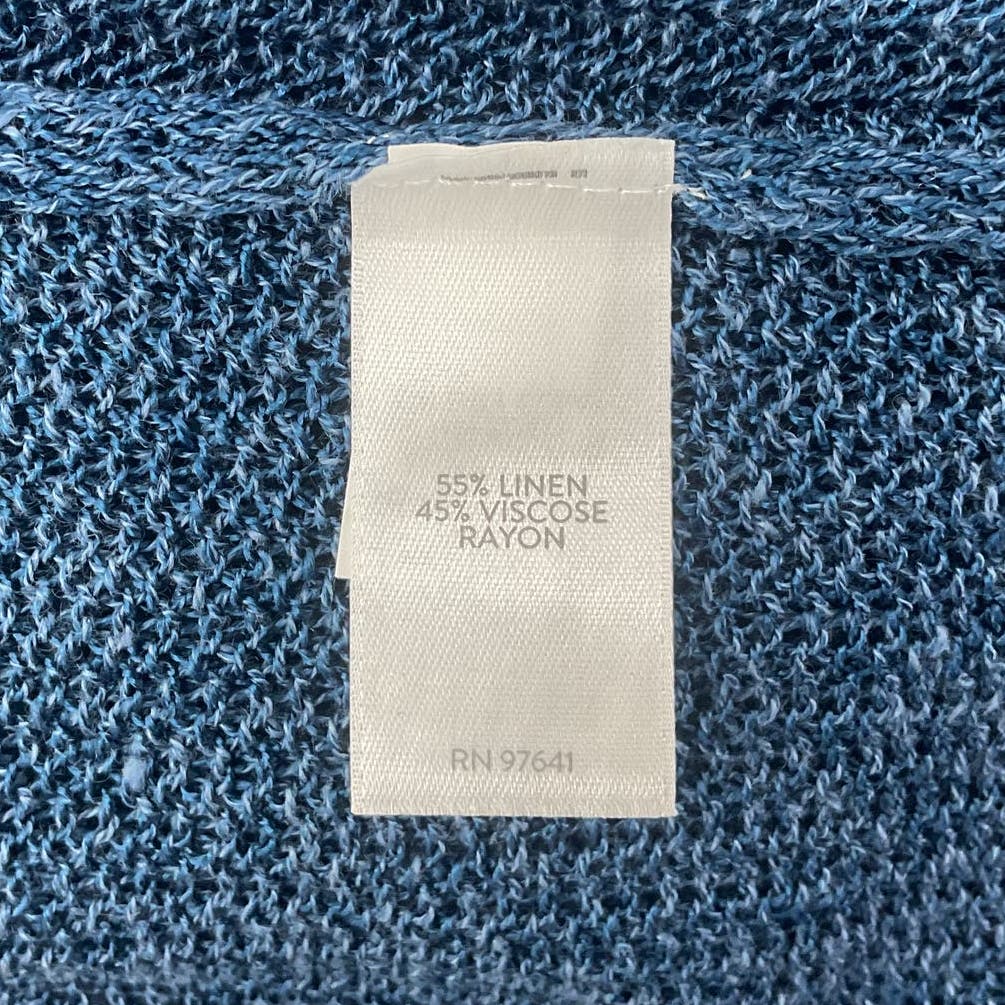 55% LINEN
45% VISCOSE
RAYON
RN 97641